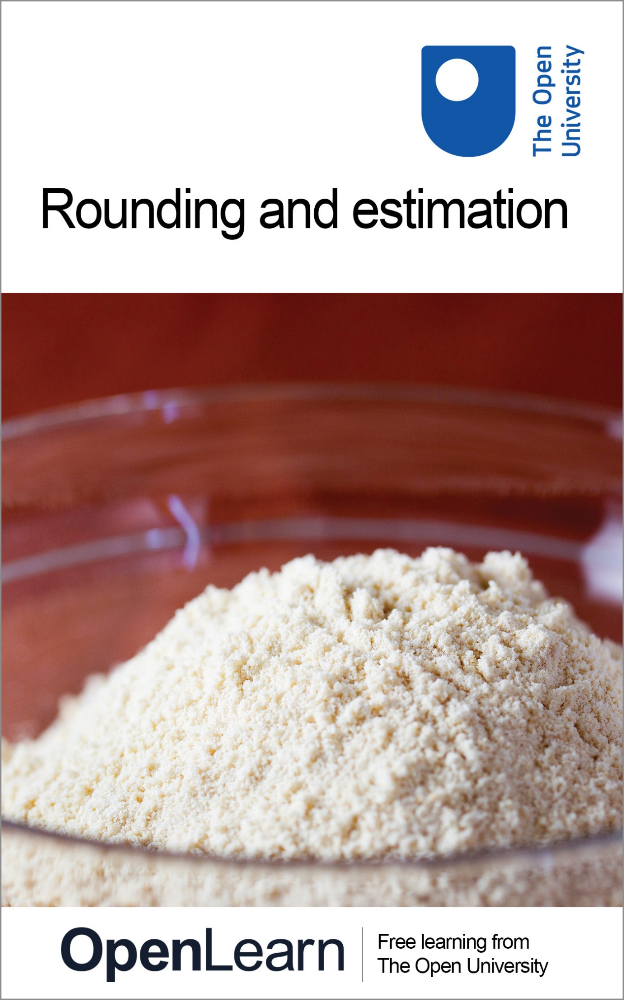 The Open
University
Rounding and estimation
OpenLearn
Free learning from
The Open University